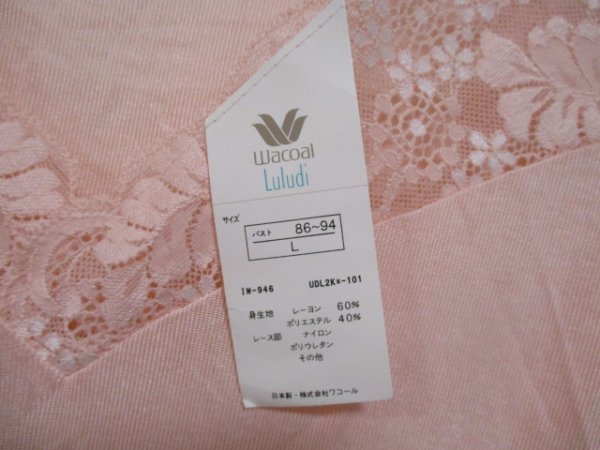 Wacoal
Luludi
サイズ
バスト 86~94
L
IW-946 UDL2K*-101
身生地 レーヨン 60%
ポリエステル 40%
レース部 ナイロン
ポリウレタン
その他
日本製・株式会社ワコール